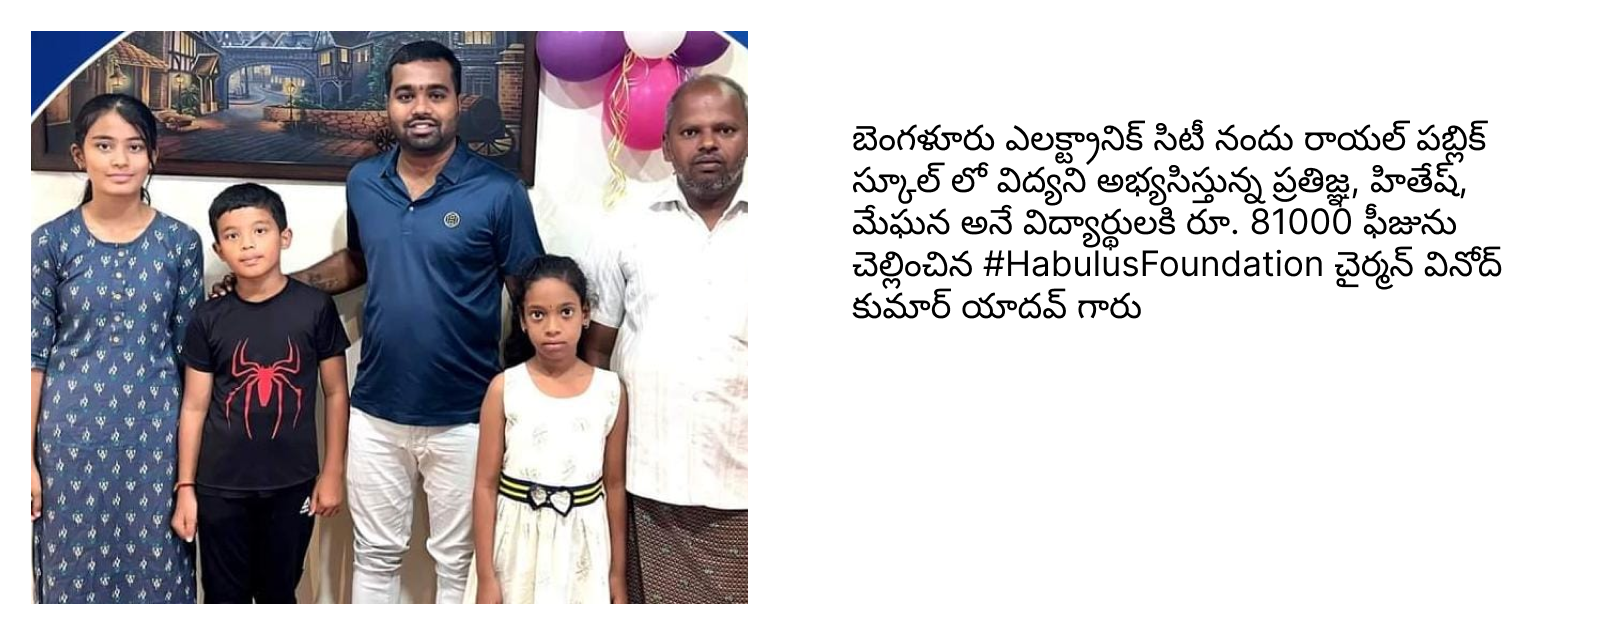 బెంగళూరు ఎలక్ట్రానిక్ సిటీ నందు రాయల్ పబ్లిక్
స్కూల్ లో విద్యని అభ్యసిస్తున్న ప్రతిజ్ఞ, హితేష్,
మేఘన అనే విద్యార్థులకి రూ. 81000 ఫీజును
చెల్లించిన #HabulusFoundation చైర్మన్ వినోద్
కుమార్ యాదవ్ గారు